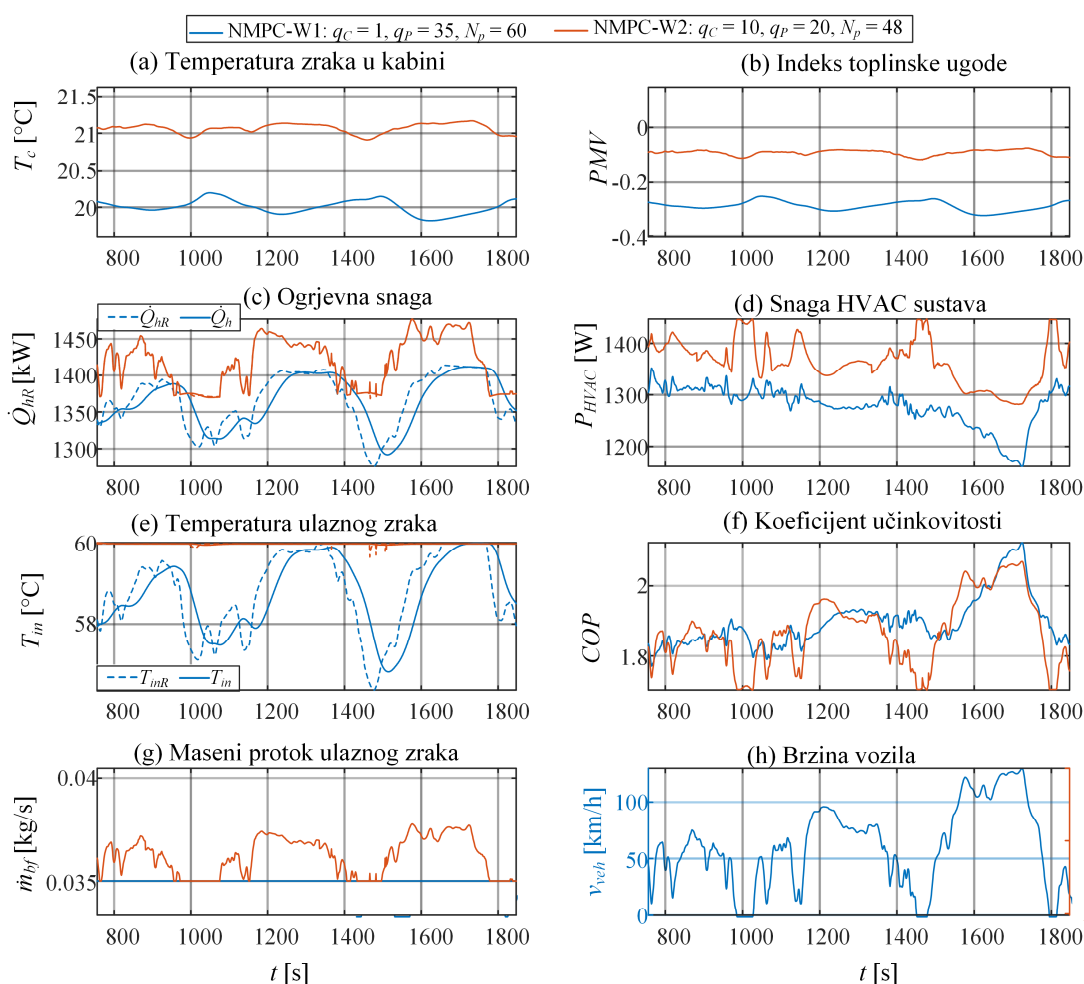 NMPC-W1: q_C = 1, q_P = 35, N_p = 60 NMPC-W2: q_C = 10, q_P = 20, N_p = 48
(a) Temperatura zraka u kabini
T_c [°C]
21.5
21
20.5
20
800 1000 1200 1400 1600 1800
(b) Indeks toplinske ugode
PMV
0
-0.2
-0.4
800 1000 1200 1400 1600 1800
(c) Ogrjevna snaga
Q̇_hR Q̇_h
Q̇_hR [kW]
1450
1400
1350
1300
800 1000 1200 1400 1600 1800
(d) Snaga HVAC sustava
P_HVAC [W]
1400
1300
1200
800 1000 1200 1400 1600 1800
(e) Temperatura ulaznog zraka
T_in [°C]
60
58
T_inR T_in
800 1000 1200 1400 1600 1800
(f) Koeficijent učinkovitosti
COP
2
1.8
800 1000 1200 1400 1600 1800
(g) Maseni protok ulaznog zraka
ṁ_bf [kg/s]
0.04
0.035
800 1000 1200 1400 1600 1800
t [s]
(h) Brzina vozila
v_veh [km/h]
100
50
0
800 1000 1200 1400 1600 1800
t [s]